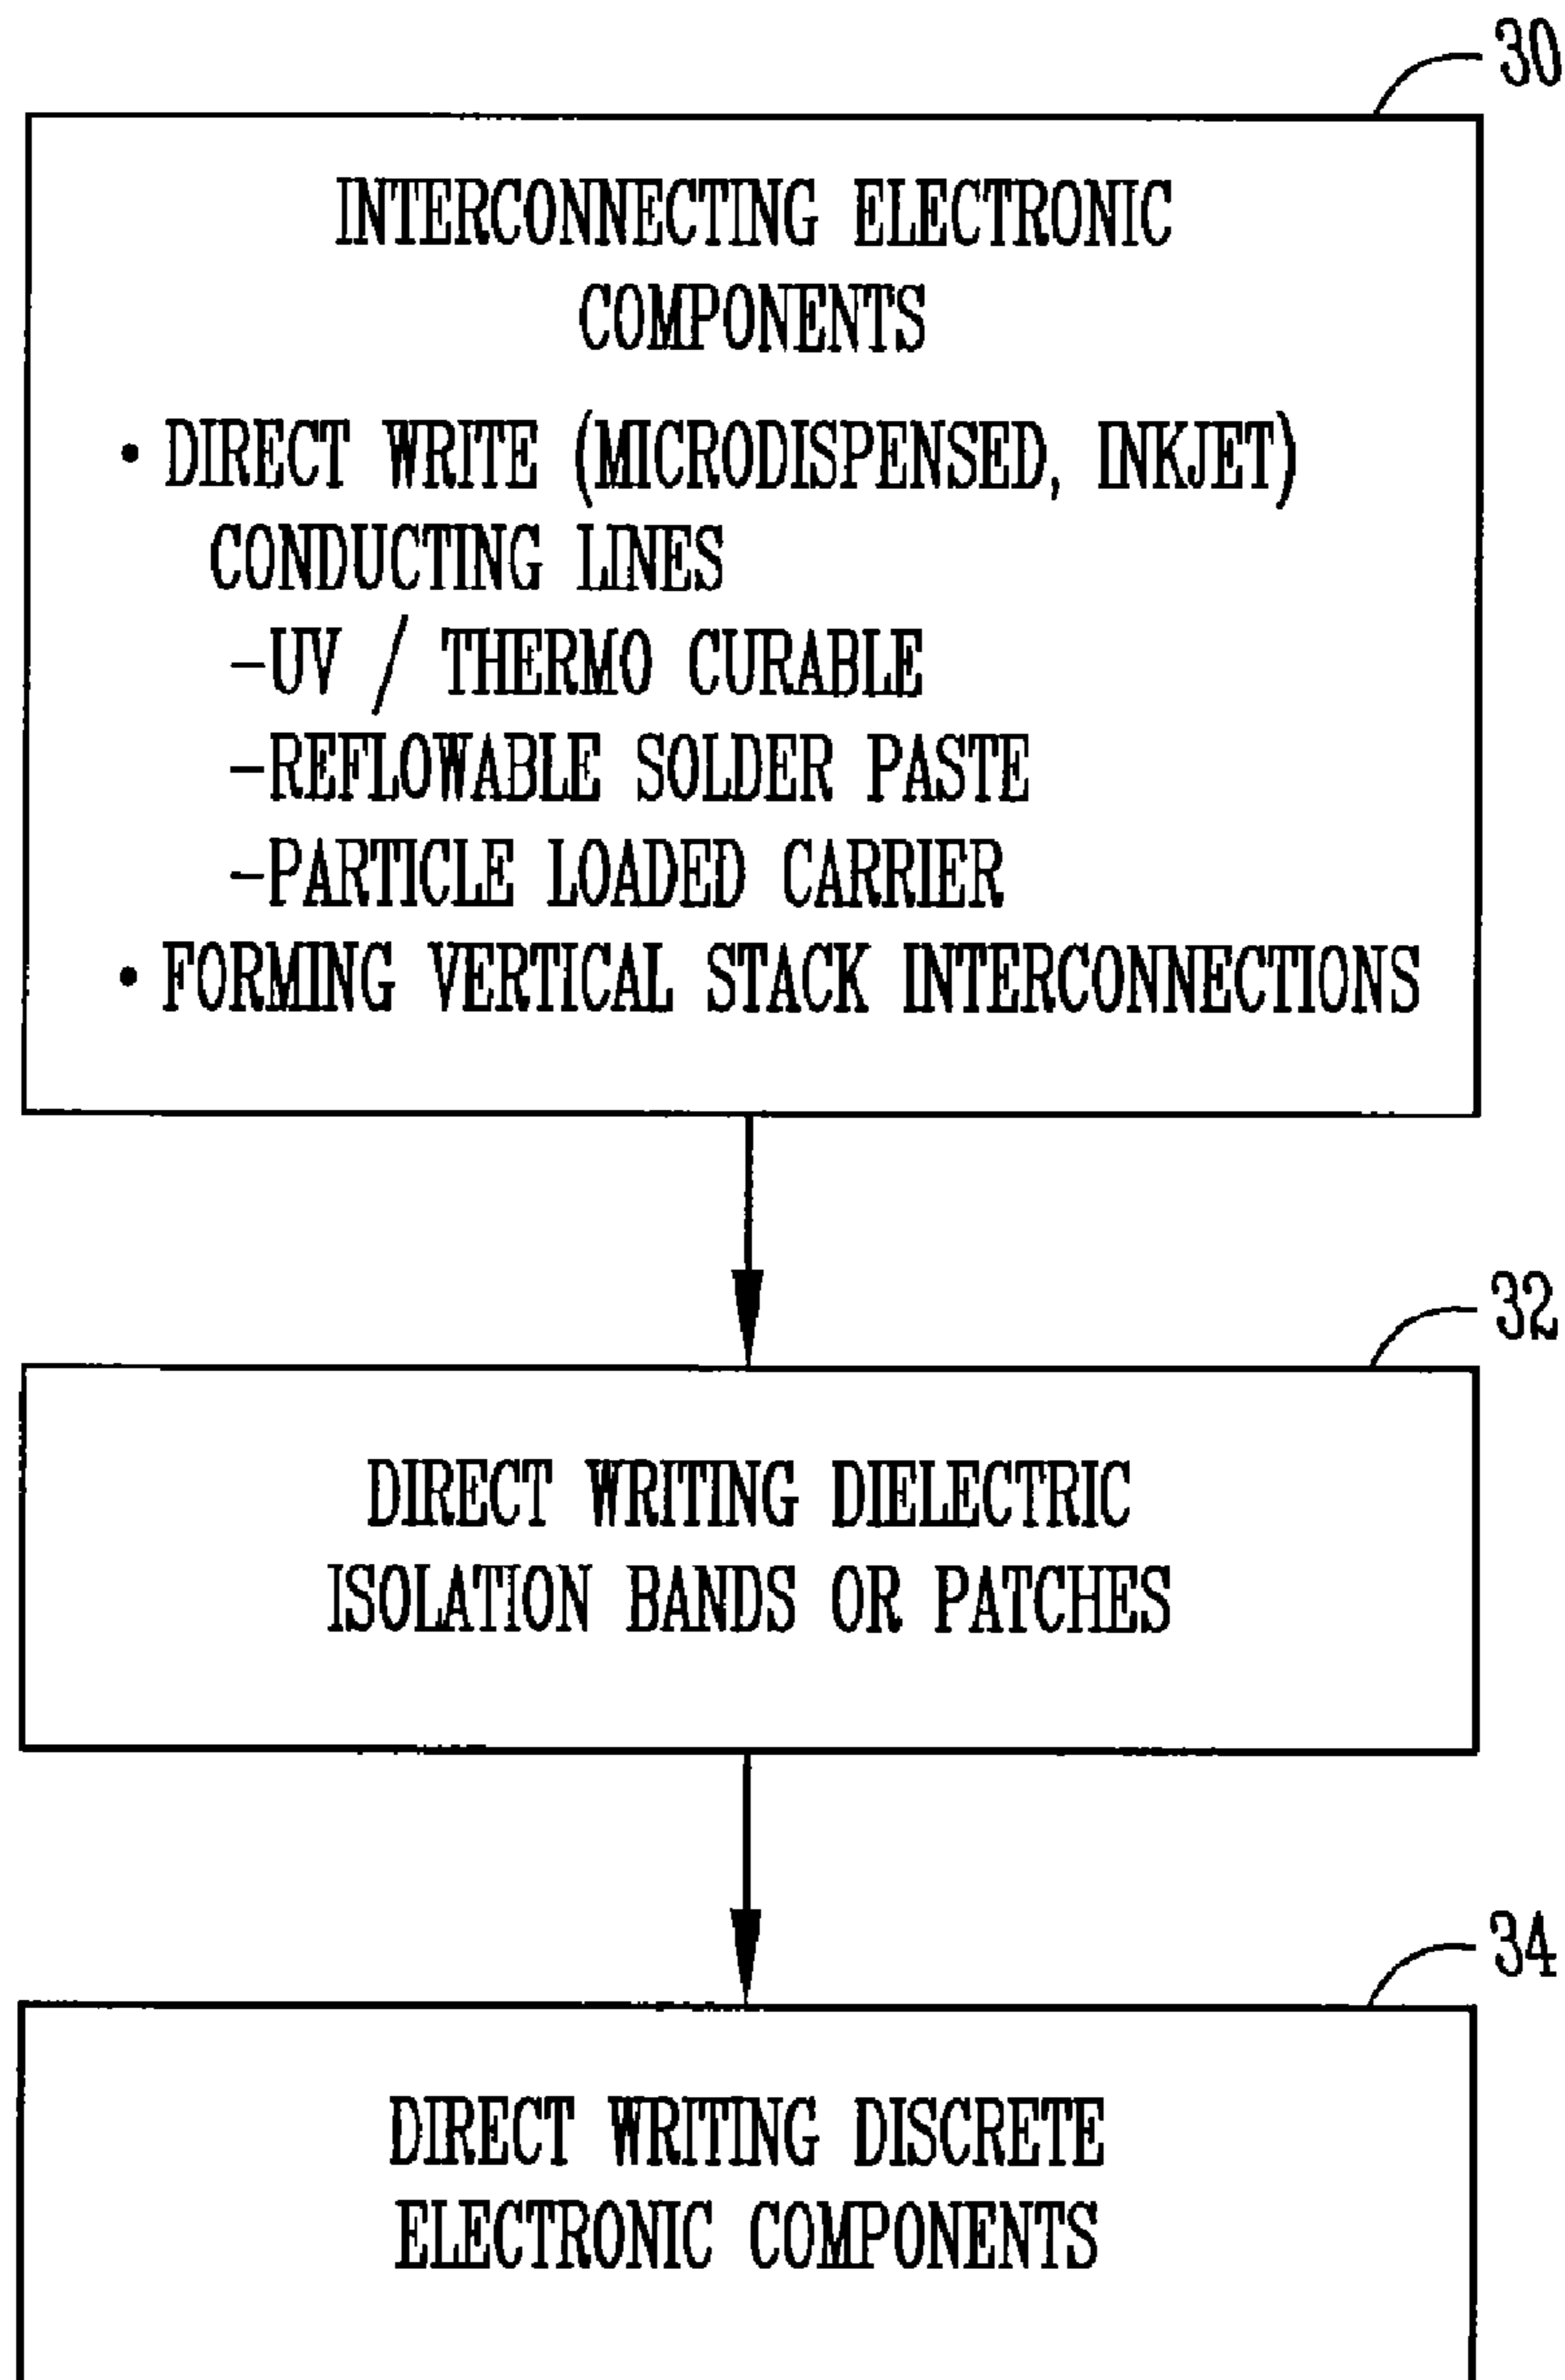 30
INTERCONNECTING ELECTRONIC
COMPONENTS
• DIRECT WRITE (MICRODISPENSED, INKJET)
CONDUCTING LINES
-UV / THERMO CURABLE
-REFLOWABLE SOLDER PASTE
-PARTICLE LOADED CARRIER
• FORMING VERTICAL STACK INTERCONNECTIONS
32
DIRECT WRITING DIELECTRIC
ISOLATION BANDS OR PATCHES
34
DIRECT WRITING DISCRETE
ELECTRONIC COMPONENTS